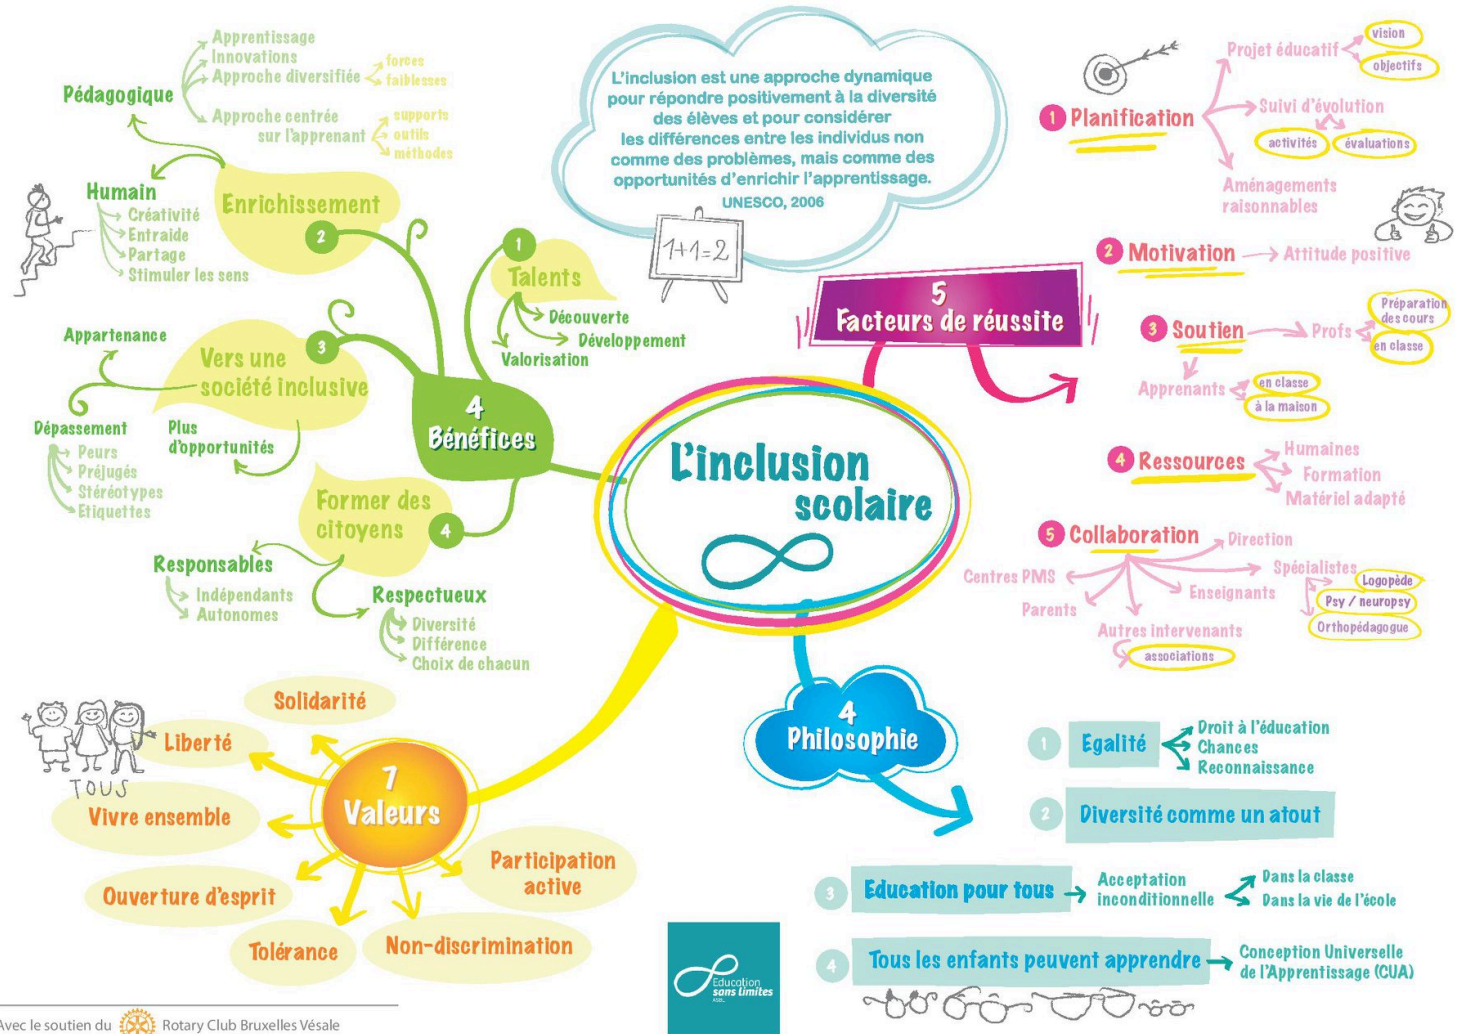 L'inclusion est une approche dynamique
pour répondre positivement à la diversité
des élèves et pour considérer
les différences entre les individus non
comme des problèmes, mais comme des
opportunités d'enrichir l'apprentissage.
UNESCO, 2006
1+1=2
L'inclusion
scolaire
4
Bénéfices
1
Talents
Découverte
Développement
Valorisation
Enrichissement
2
Pédagogique
Apprentissage
Innovations
Approche diversifiée
forces
faiblesses
Approche centrée
sur l'apprenant
supports
outils
méthodes
Humain
Créativité
Entraide
Partage
Stimuler les sens
3
Vers une
société inclusive
Appartenance
Dépassement
Peurs
Préjugés
Stéréotypes
Etiquettes
Plus
d'opportunités
Former des
citoyens
4
Responsables
Indépendants
Autonomes
Respectueux
Diversité
Différence
Choix de chacun
5
Facteurs de réussite
1 Planification
Projet éducatif
vision
objectifs
Suivi d'évolution
activités
évaluations
Aménagements
raisonnables
2 Motivation
Attitude positive
3 Soutien
Profs
Préparation
des cours
en classe
Apprenants
en classe
à la maison
4 Ressources
Humaines
Formation
Matériel adapté
5 Collaboration
Direction
Spécialistes
Logopède
Psy / neuropsy
Orthopédagogue
Enseignants
Autres intervenants
associations
Parents
Centres PMS
4
Philosophie
1 Egalité
Droit à l'éducation
Chances
Reconnaissance
2 Diversité comme un atout
3 Education pour tous
Acceptation
inconditionnelle
Dans la classe
Dans la vie de l'école
4 Tous les enfants peuvent apprendre
Conception Universelle
de l'Apprentissage (CUA)
7
Valeurs
Solidarité
Liberté
Vivre ensemble
Ouverture d'esprit
Tolérance
Non-discrimination
Participation
active
TOUS
Education
sans limites
ASBL
Avec le soutien du Rotary Club Bruxelles Vésale